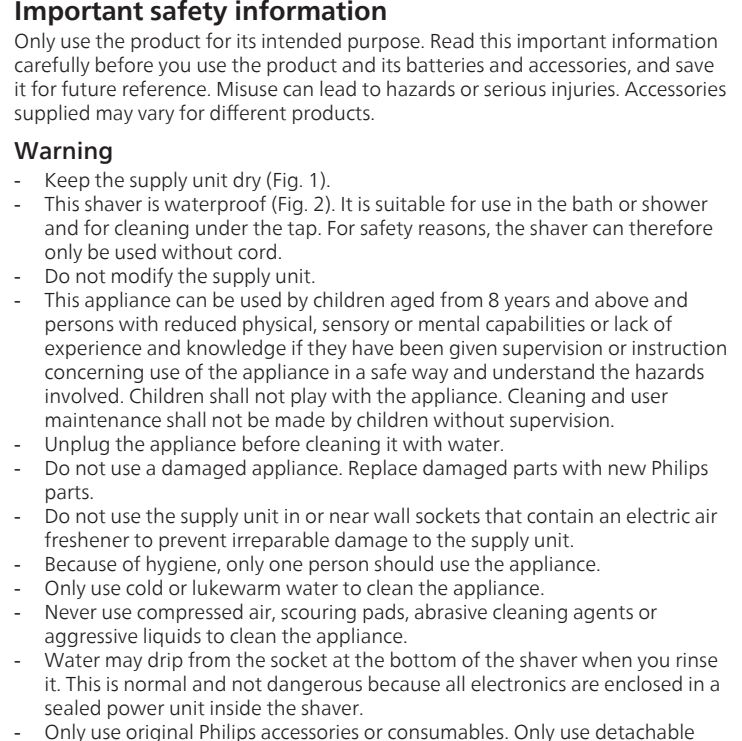 Important safety information
Only use the product for its intended purpose. Read this important information
carefully before you use the product and its batteries and accessories, and save
it for future reference. Misuse can lead to hazards or serious injuries. Accessories
supplied may vary for different products.
Warning
- Keep the supply unit dry (Fig. 1).
- This shaver is waterproof (Fig. 2). It is suitable for use in the bath or shower
and for cleaning under the tap. For safety reasons, the shaver can therefore
only be used without cord.
- Do not modify the supply unit.
- This appliance can be used by children aged from 8 years and above and
persons with reduced physical, sensory or mental capabilities or lack of
experience and knowledge if they have been given supervision or instruction
concerning use of the appliance in a safe way and understand the hazards
involved. Children shall not play with the appliance. Cleaning and user
maintenance shall not be made by children without supervision.
- Unplug the appliance before cleaning it with water.
- Do not use a damaged appliance. Replace damaged parts with new Philips
parts.
- Do not use the supply unit in or near wall sockets that contain an electric air
freshener to prevent irreparable damage to the supply unit.
- Because of hygiene, only one person should use the appliance.
- Only use cold or lukewarm water to clean the appliance.
- Never use compressed air, scouring pads, abrasive cleaning agents or
aggressive liquids to clean the appliance.
- Water may drip from the socket at the bottom of the shaver when you rinse
it. This is normal and not dangerous because all electronics are enclosed in a
sealed power unit inside the shaver.
- Only use original Philips accessories or consumables. Only use detachable